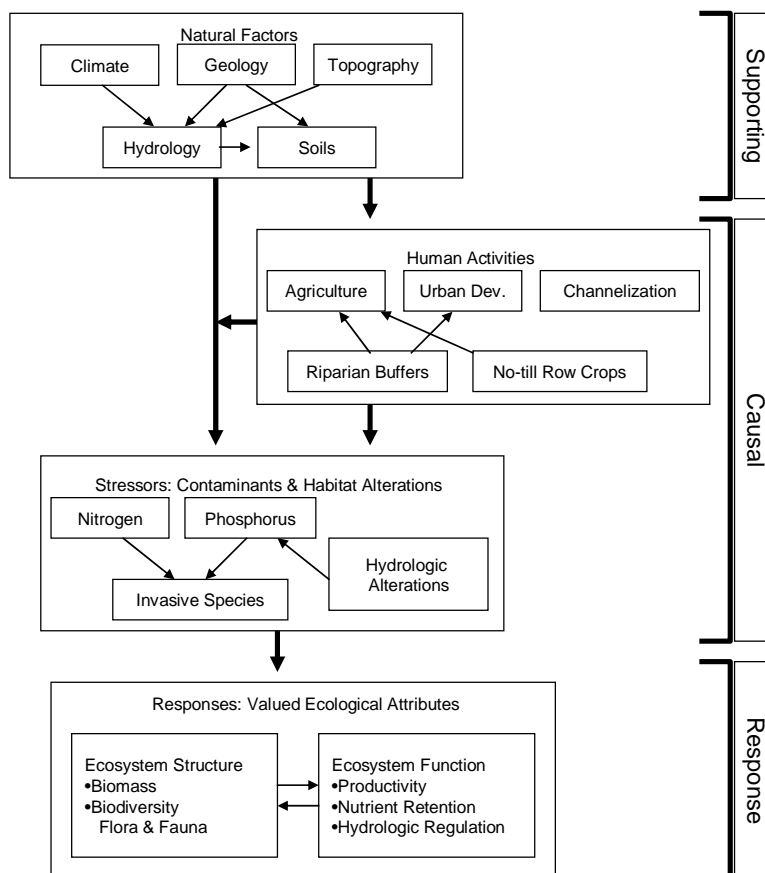 Natural Factors
Climate
Geology
Topography
Hydrology
Soils
Supporting
Human Activities
Agriculture
Urban Dev.
Channelization
Riparian Buffers
No-till Row Crops
Causal
Stressors: Contaminants & Habitat Alterations
Nitrogen
Phosphorus
Hydrologic
Alterations
Invasive Species
Responses: Valued Ecological Attributes
Ecosystem Structure
•Biomass
•Biodiversity
Flora & Fauna
Ecosystem Function
•Productivity
•Nutrient Retention
•Hydrologic Regulation
Response